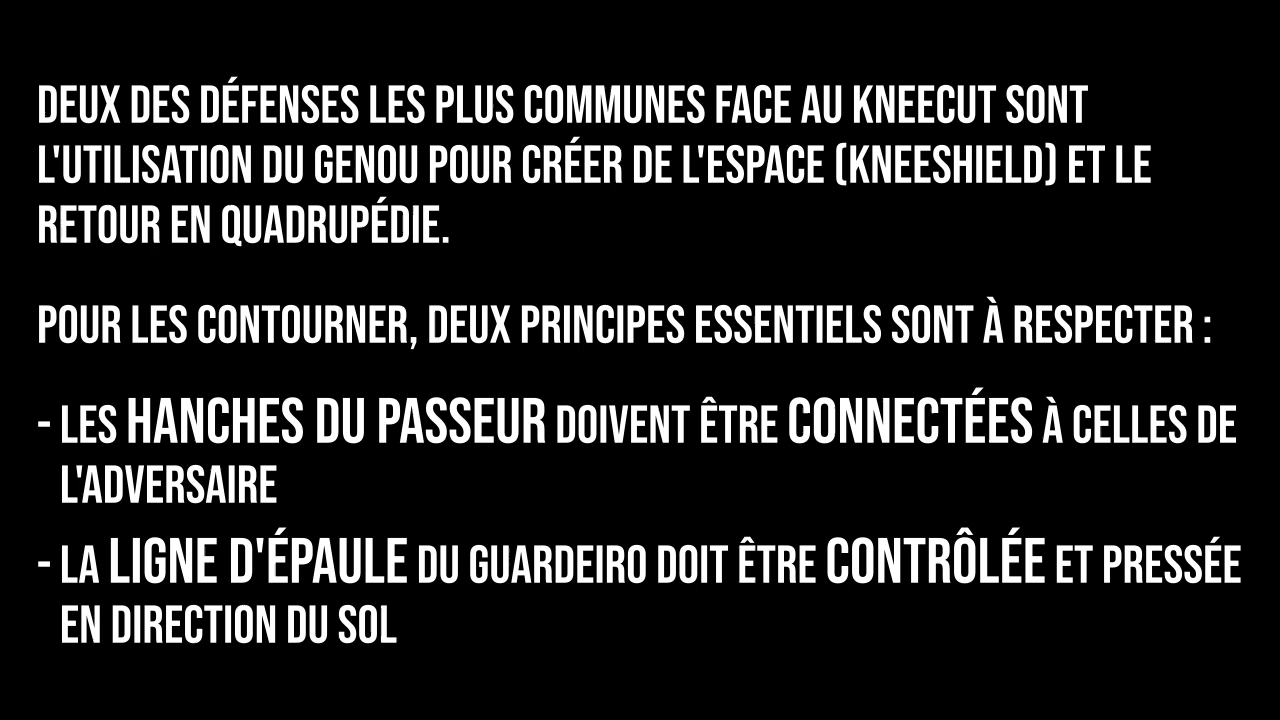 DEUX DES DÉFENSES LES PLUS COMMUNES FACE AU KNEECUT SONT
L'UTILISATION DU GENOU POUR CRÉER DE L'ESPACE (KNEESHIELD) ET LE
RETOUR EN QUADRUPÉDIE.
POUR LES CONTOURNER, DEUX PRINCIPES ESSENTIELS SONT À RESPECTER :
- LES HANCHES DU PASSEUR DOIVENT ÊTRE CONNECTÉES À CELLES DE
L'ADVERSAIRE
- LA LIGNE D'ÉPAULE DU GUARDEIRO DOIT ÊTRE CONTRÔLÉE ET PRESSÉE
EN DIRECTION DU SOL